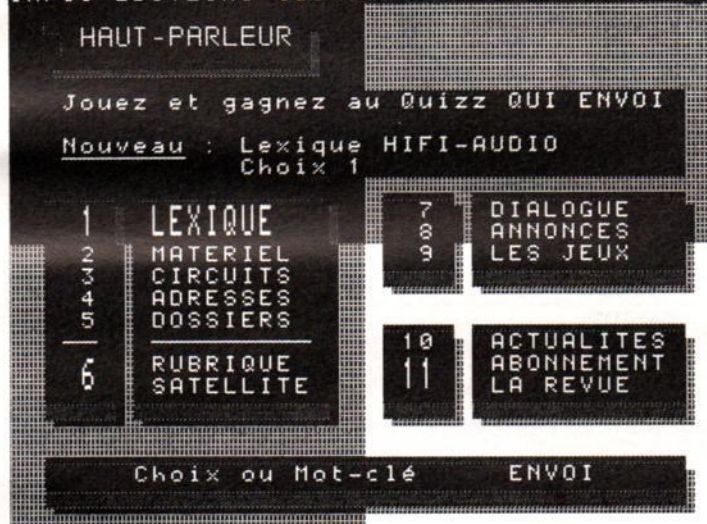 HAUT-PARLEUR
Jouez et gagnez au Quizz QUI ENVOI
Nouveau : Lexique HIFI-AUDIO
Choix 1
1 LEXIQUE
2 MATERIEL
3 CIRCUITS
4 ADRESSES
5 DOSSIERS
6 RUBRIQUE
SATELLITE
7 DIALOGUE
8 ANNONCES
9 LES JEUX
10 ACTUALITES
11 ABONNEMENT
LA REVUE
Choix ou Mot-clé ENVOI